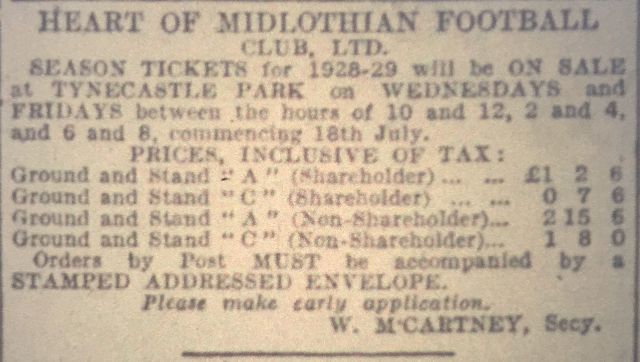 HEART OF MIDLOTHIAN FOOTBALL
CLUB, LTD.
SEASON TICKETS for 1928-29 will be ON SALE
at TYNECASTLE PARK on WEDNESDAYS and
FRIDAYS between the hours of 10 and 12, 2 and 4,
and 6 and 8, commencing 18th July.
PRICES, INCLUSIVE OF TAX:
Ground and Stand "A" (Shareholder)... ... £1 2 6
Ground and Stand "C" (Shareholder) ... ... 0 7 6
Ground and Stand "A" (Non-Shareholder)... 2 15 6
Ground and Stand "C" (Non-Shareholder)... 1 8 0
Orders by Post MUST be accompanied by a
STAMPED ADDRESSED ENVELOPE.
Please make early application.
W. McCARTNEY, Secy.